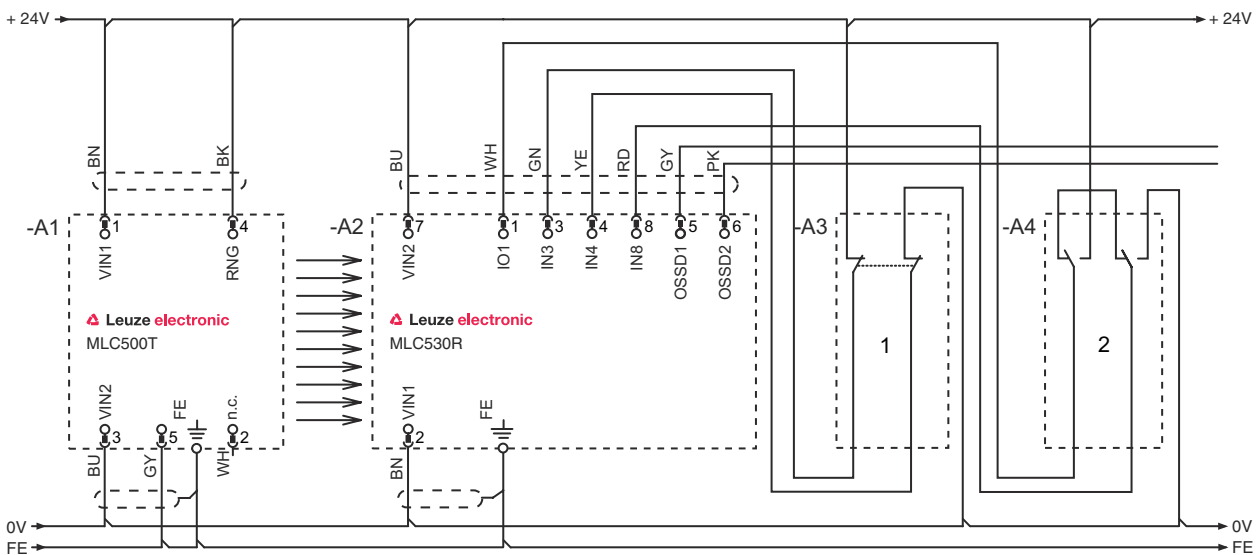 + 24V
+ 24V
BN
BK
BU
WH
GN
YE
RD
GY
PK
-A1
1
4
-A2
7
1
3
4
8
5
6
-A3
-A4
VIN1
RNG
VIN2
IO1
IN3
IN4
IN8
OSSD1
OSSD2
Leuze electronic
MLC500T
Leuze electronic
MLC530R
1
2
VIN2
FE
n.c.
VIN1
FE
3
5
2
2
BU
GY
WH
BN
0V
0V
FE
FE